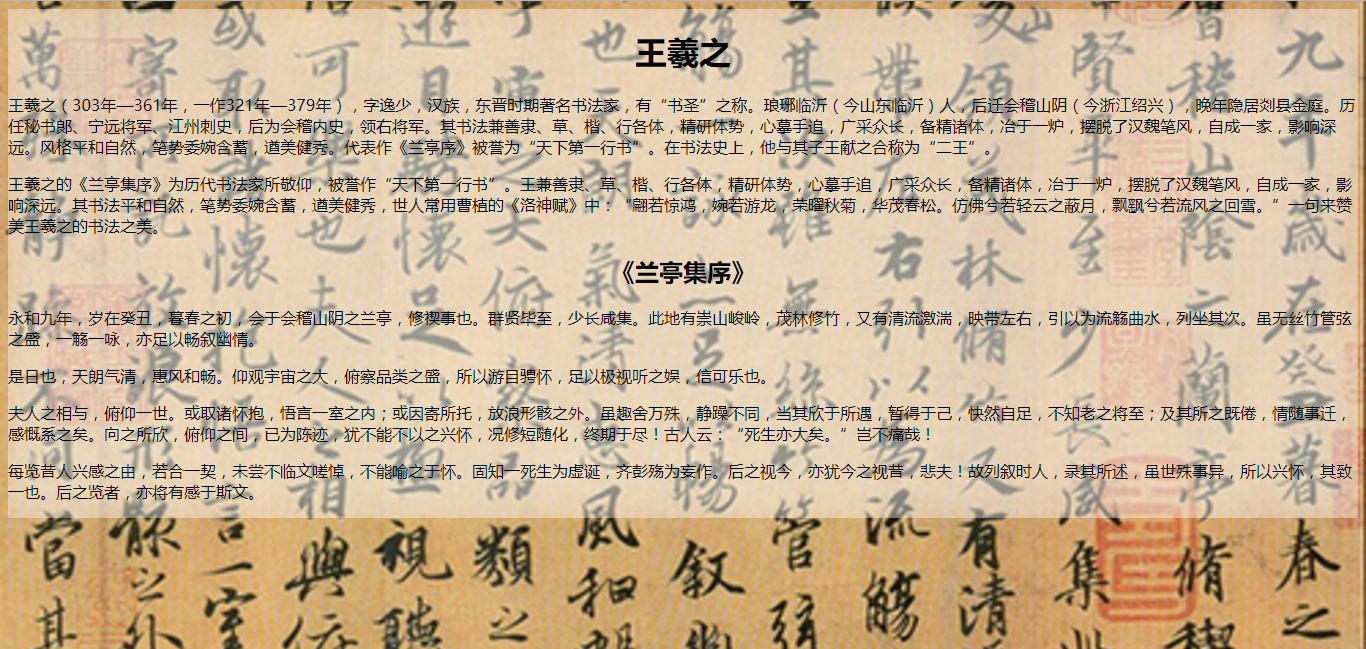 王羲之
王羲之（303年—361年，一作321年—379年），字逸少，汉族，东晋时期著名书法家，有“书圣”之称。琅琊临沂（今山东临沂）人，后迁会稽山阴（今浙江绍兴），晚年隐居剡县金庭。历
任秘书郎、宁远将军、江州刺史，后为会稽内史，领右将军。其书法兼善隶、草、楷、行各体，精研体势，心摹手追，广采众长，备精诸体，冶于一炉，摆脱了汉魏笔风，自成一家，影响深
远。风格平和自然，笔势委婉含蓄，遒美健秀。代表作《兰亭序》被誉为“天下第一行书”。在书法史上，他与其子王献之合称为“二王”。
王羲之的《兰亭集序》为历代书法家所敬仰，被誉作“天下第一行书”。王兼善隶、草、楷、行各体，精研体势，心摹手追，广采众长，备精诸体，冶于一炉，摆脱了汉魏笔风，自成一家，影
响深远。其书法平和自然，笔势委婉含蓄，遒美健秀，世人常用曹植的《洛神赋》中：“翩若惊鸿，婉若游龙，荣曜秋菊，华茂春松。仿佛兮若轻云之蔽月，飘飖兮若流风之回雪。”一句来赞
美王羲之的书法之美。
《兰亭集序》
永和九年，岁在癸丑，暮春之初，会于会稽山阴之兰亭，修禊事也。群贤毕至，少长咸集。此地有崇山峻岭，茂林修竹，又有清流激湍，映带左右，引以为流觞曲水，列坐其次。虽无丝竹管弦
之盛，一觞一咏，亦足以畅叙幽情。
是日也，天朗气清，惠风和畅。仰观宇宙之大，俯察品类之盛，所以游目骋怀，足以极视听之娱，信可乐也。
夫人之相与，俯仰一世。或取诸怀抱，悟言一室之内；或因寄所托，放浪形骸之外。虽趣舍万殊，静躁不同，当其欣于所遇，暂得于己，快然自足，不知老之将至；及其所之既倦，情随事迁，
感慨系之矣。向之所欣，俯仰之间，已为陈迹，犹不能不以之兴怀，况修短随化，终期于尽！古人云：“死生亦大矣。”岂不痛哉！
每览昔人兴感之由，若合一契，未尝不临文嗟悼，不能喻之于怀。固知一死生为虚诞，齐彭殇为妄作。后之视今，亦犹今之视昔，悲夫！故列叙时人，录其所述，虽世殊事异，所以兴怀，其致
一也。后之览者，亦将有感于斯文。